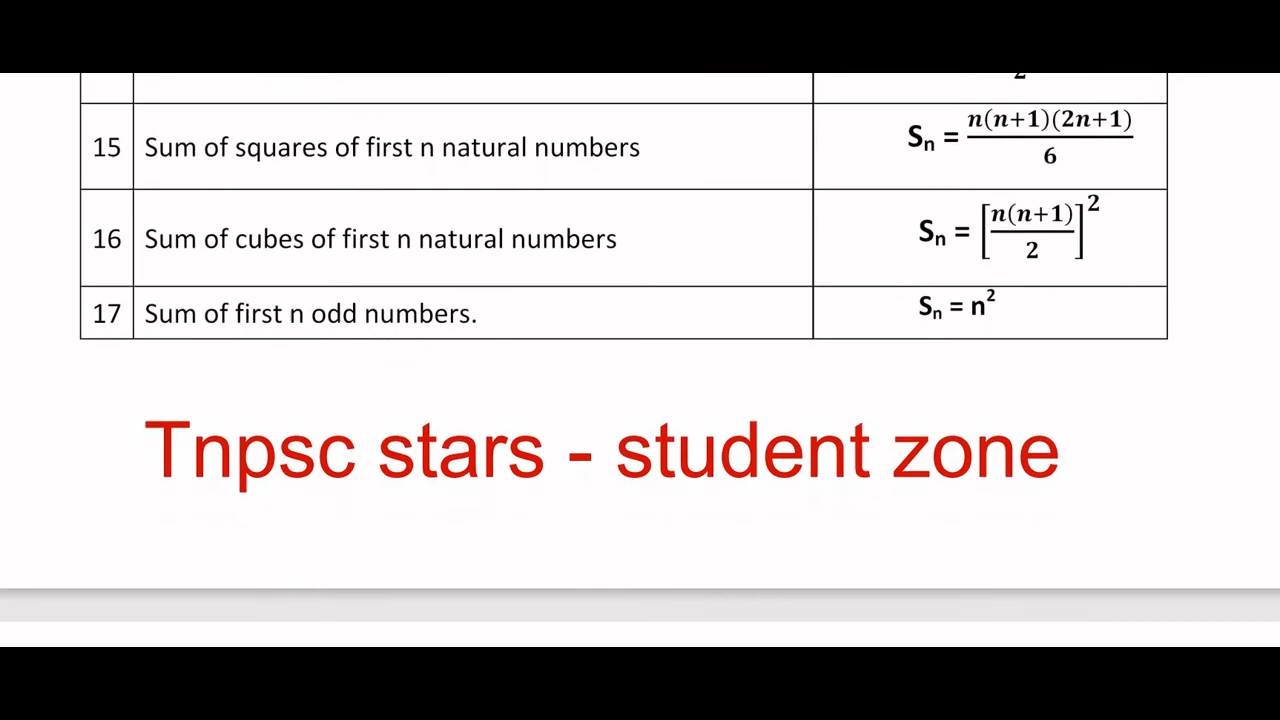 2
15 Sum of squares of first n natural numbers Sₙ = n(n+1)(2n+1)/6
16 Sum of cubes of first n natural numbers Sₙ = [n(n+1)/2]²
17 Sum of first n odd numbers. Sₙ = n²
Tnpsc stars - student zone